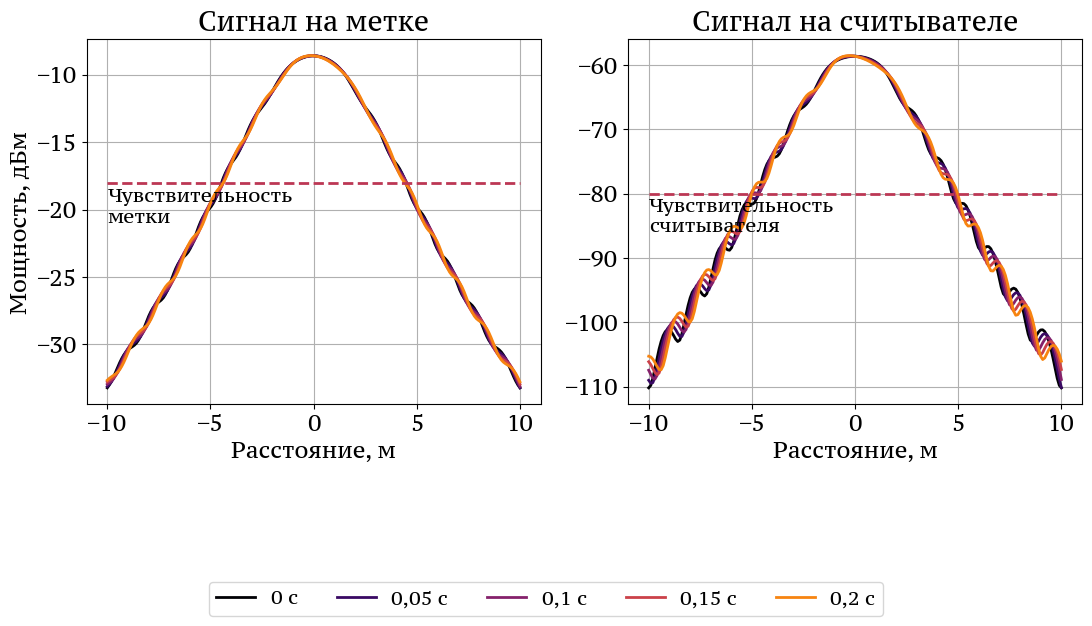 Сигнал на метке
Мощность, дБм
−10
−15
−20
−25
−30
Чувствительность
метки
−10 −5 0 5 10
Расстояние, м
Сигнал на считывателе
−60
−70
−80
−90
−100
−110
Чувствительность
считывателя
−10 −5 0 5 10
Расстояние, м
0 с 0,05 с 0,1 с 0,15 с 0,2 с